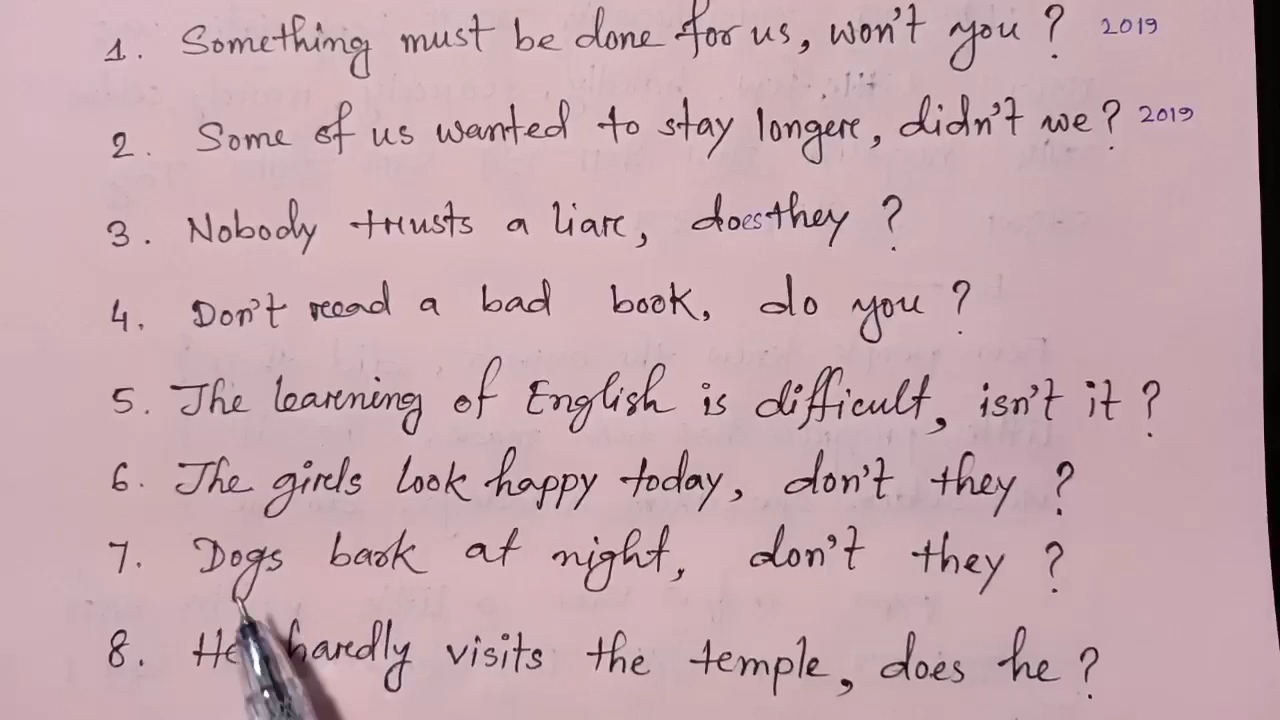 1. Something must be done for us, won't you? 2019
2. Some of us wanted to stay longer, didn't we? 2019
3. Nobody trusts a liar, does they?
4. Don't read a bad book, do you?
5. The learning of English is difficult, isn't it?
6. The girls look happy today, don't they?
7. Dogs bark at night, don't they?
8. He hardly visits the temple, does he?